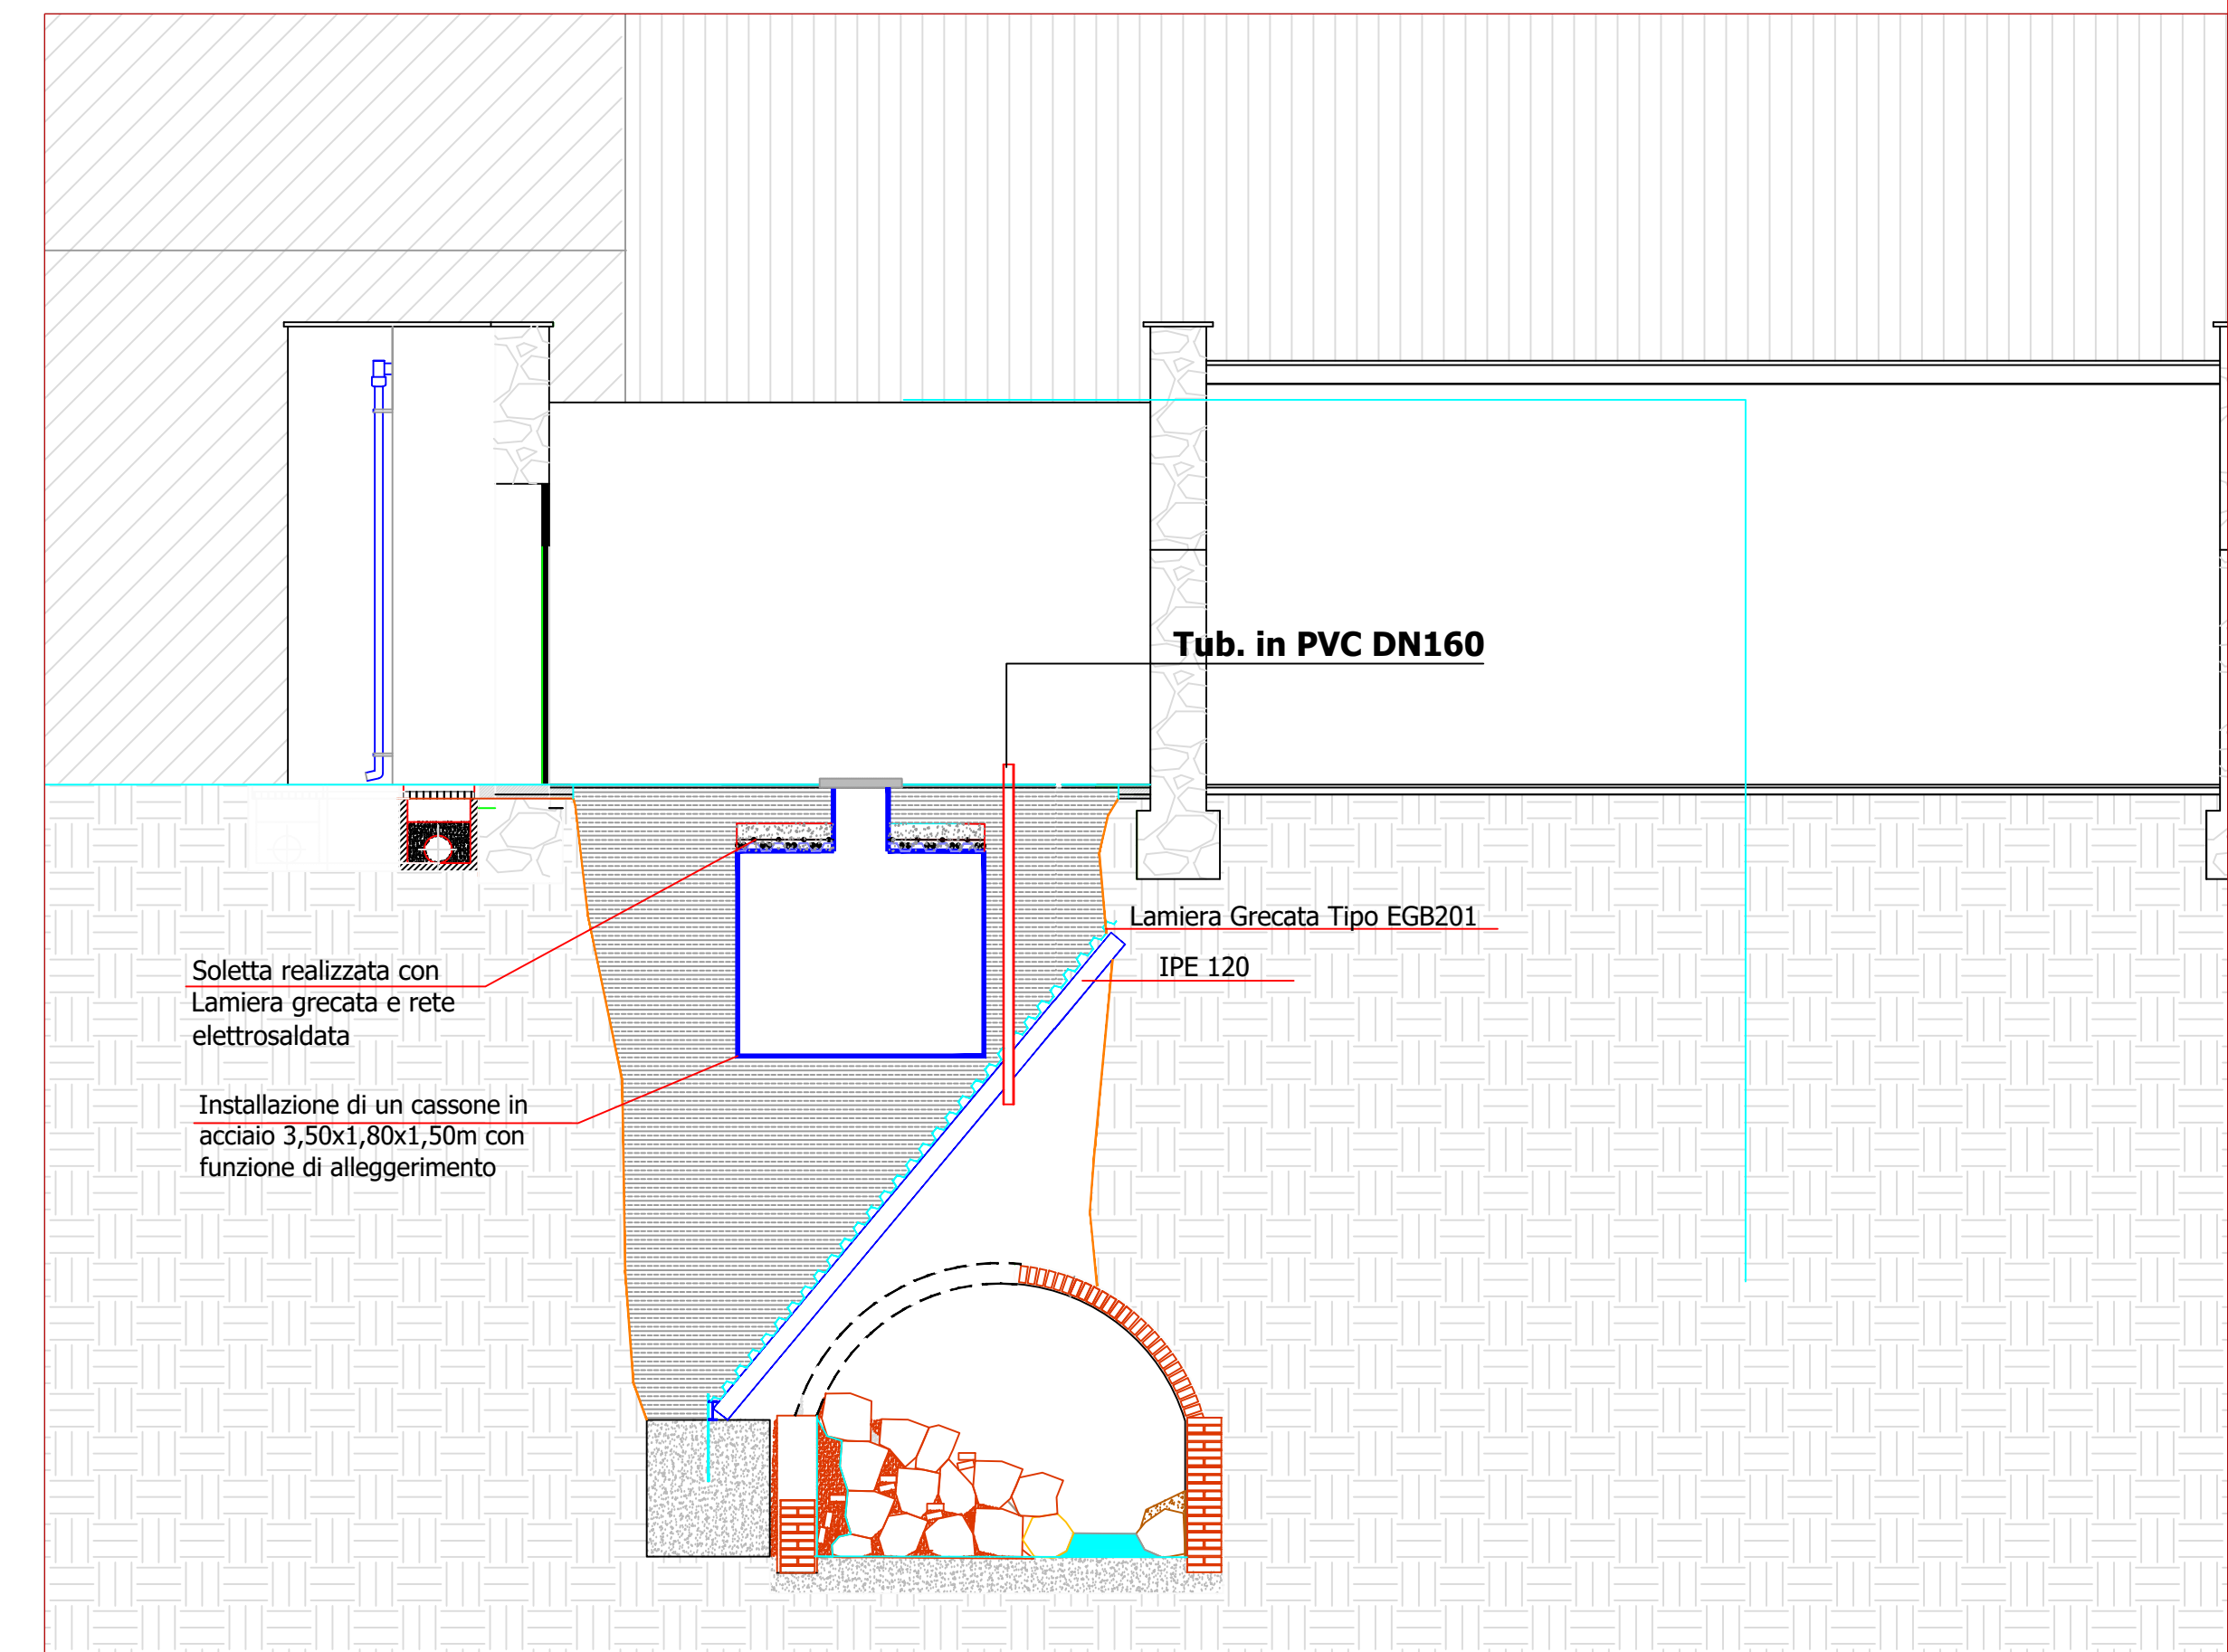 Tub. in PVC DN160
Lamiera Grecata Tipo EGB201
IPE 120
Soletta realizzata con
Lamiera grecata e rete
elettrosaldata
Installazione di un cassone in
acciaio 3,50x1,80x1,50m con
funzione di alleggerimento